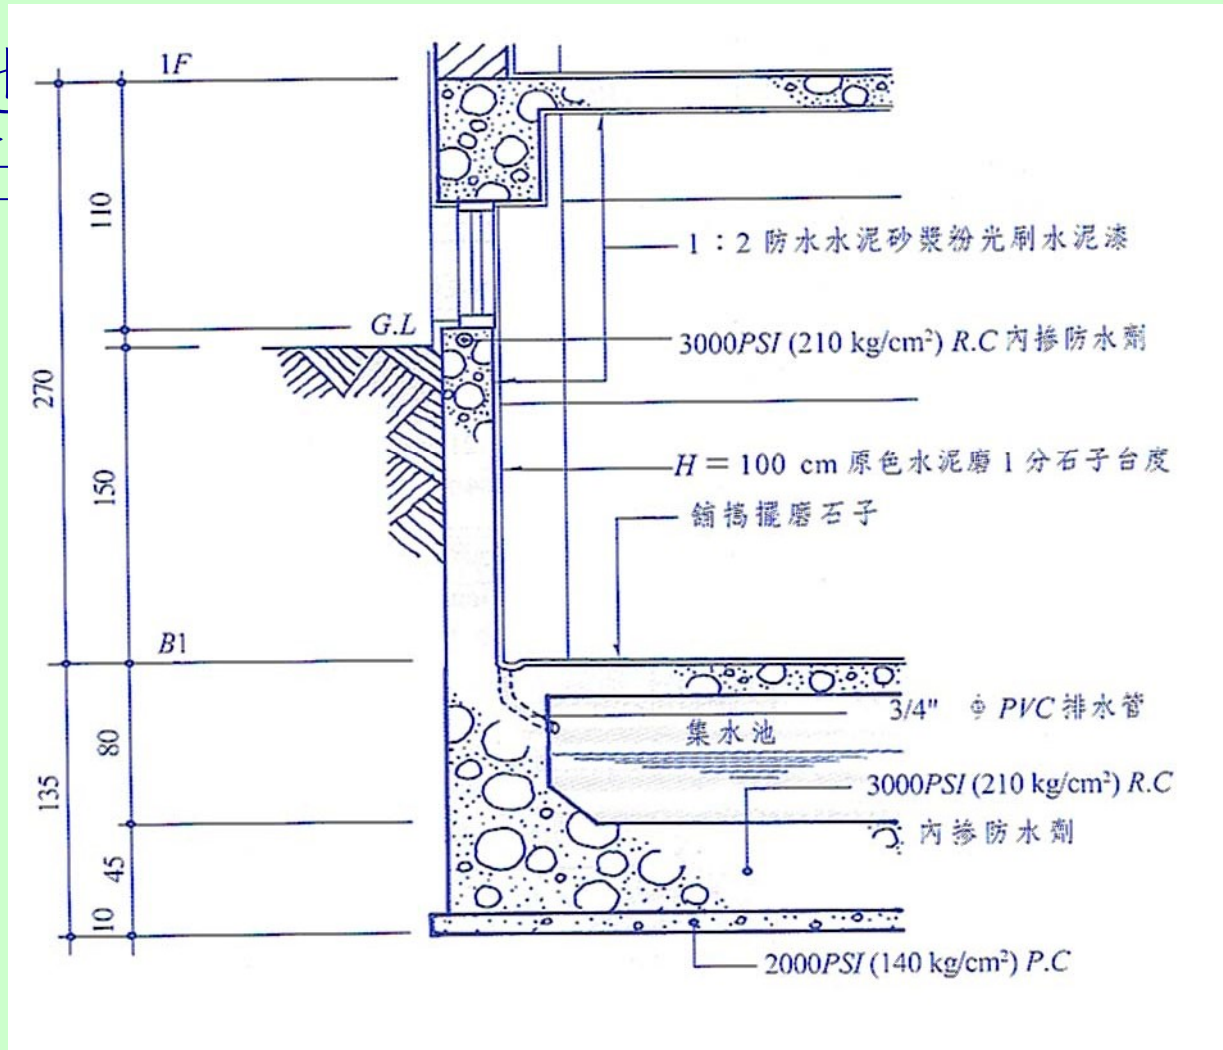 1F
110
1：2 防水水泥砂漿粉光刷水泥漆
G.L
3000PSI (210 kg/cm²) R.C 內摻防水劑
270
H = 100 cm 原色水泥磨 1 分石子台度
150
舖搗擺磨石子
B1
3/4" ϕ PVC 排水管
集水池
80
135
3000PSI (210 kg/cm²) R.C
內摻防水劑
45
10
2000PSI (140 kg/cm²) P.C